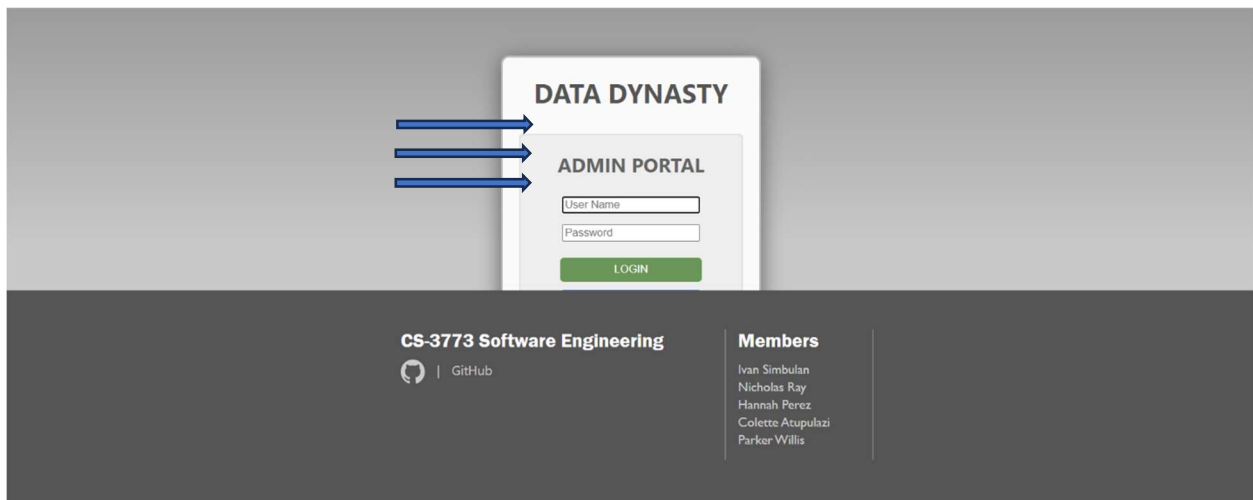 DATA DYNASTY
ADMIN PORTAL
User Name
Password
LOGIN
CS-3773 Software Engineering
| GitHub
Members
Ivan Simbulan
Nicholas Ray
Hannah Perez
Colette Atupulazi
Parker Willis